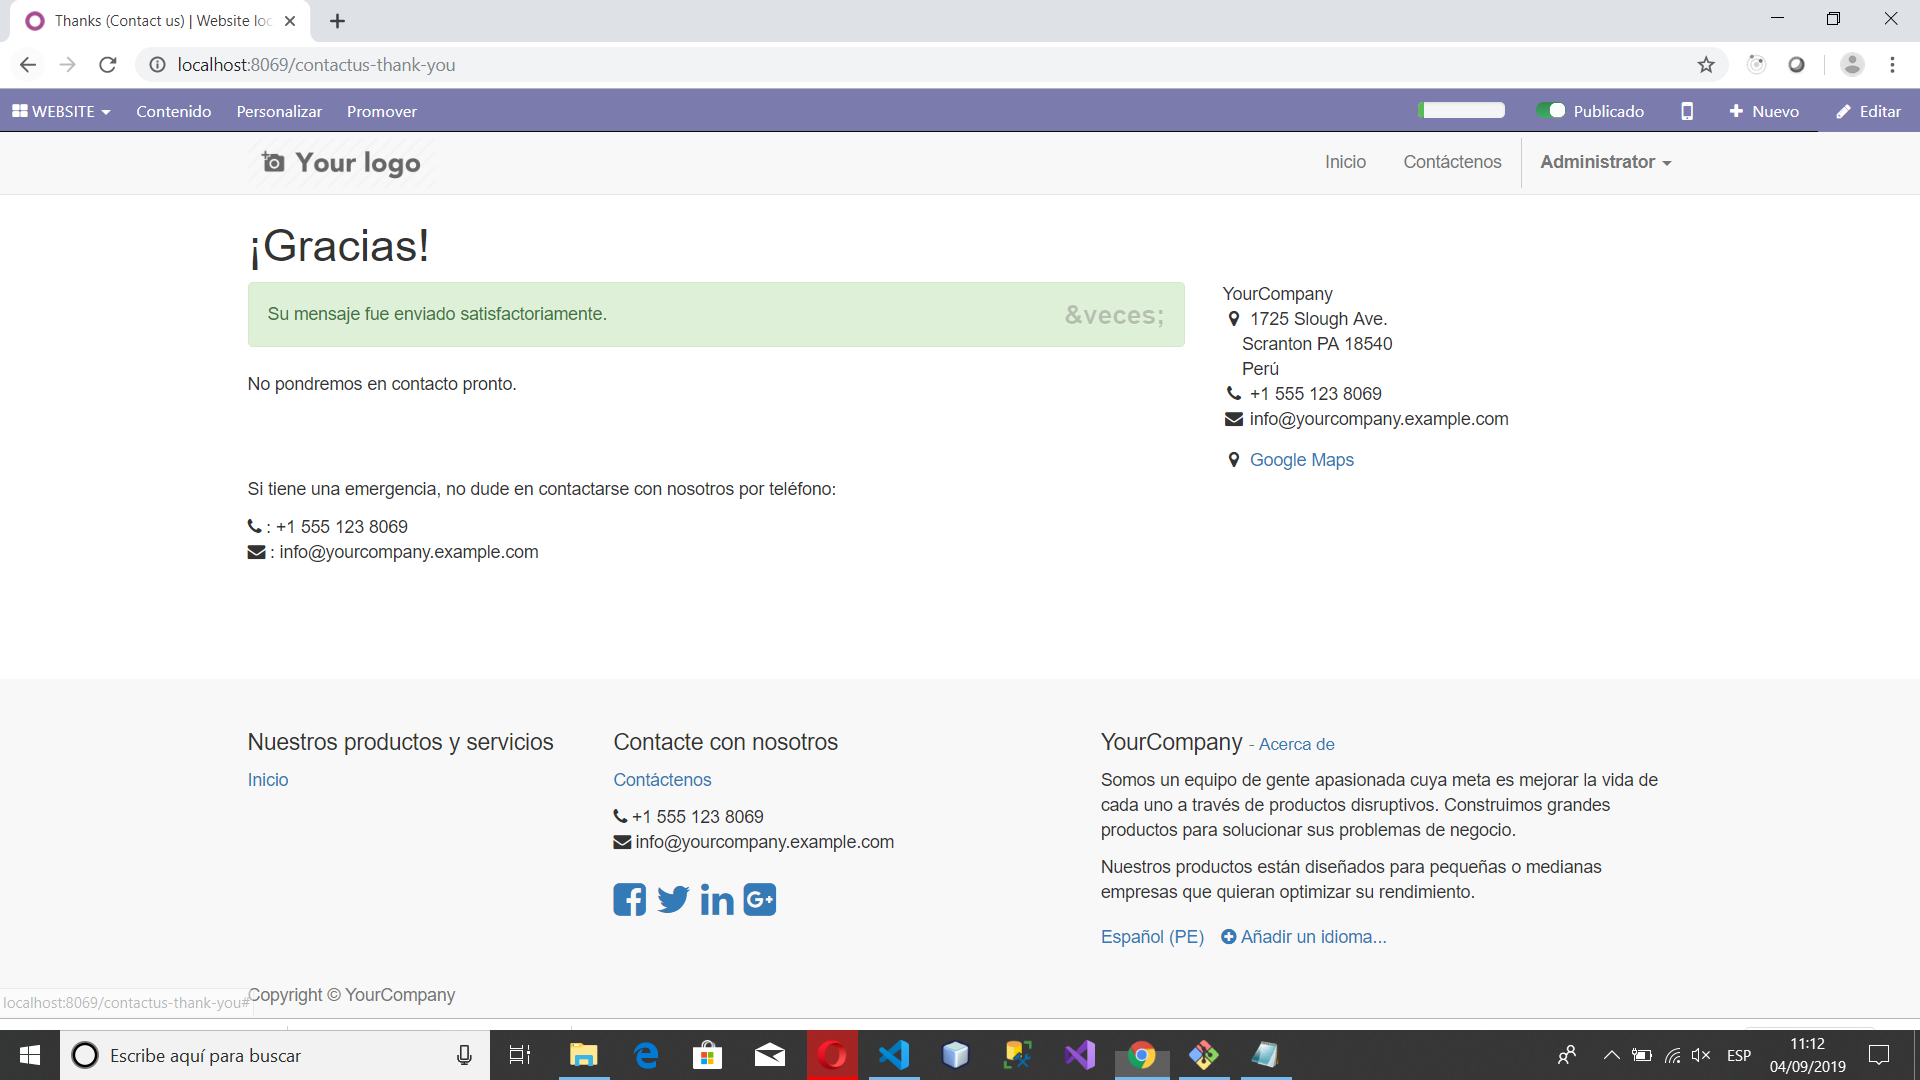 Thanks (Contact us) | Website loc
localhost:8069/contactus-thank-you
WEBSITE Contenido Personalizar Promover Publicado Nuevo Editar
Your logo Inicio Contáctenos Administrator
¡Gracias!
Su mensaje fue enviado satisfactoriamente. &veces;
No pondremos en contacto pronto.
Si tiene una emergencia, no dude en contactarse con nosotros por teléfono:
: +1 555 123 8069
: info@yourcompany.example.com
YourCompany
1725 Slough Ave.
Scranton PA 18540
Perú
+1 555 123 8069
info@yourcompany.example.com
Google Maps
Nuestros productos y servicios
Inicio
Contacte con nosotros
Contáctenos
+1 555 123 8069
info@yourcompany.example.com
YourCompany - Acerca de
Somos un equipo de gente apasionada cuya meta es mejorar la vida de
cada uno a través de productos disruptivos. Construimos grandes
productos para solucionar sus problemas de negocio.
Nuestros productos están diseñados para pequeñas o medianas
empresas que quieran optimizar su rendimiento.
Español (PE) Añadir un idioma...
Copyright © YourCompany
localhost:8069/contactus-thank-you#
Escribe aquí para buscar
ESP
11:12
04/09/2019